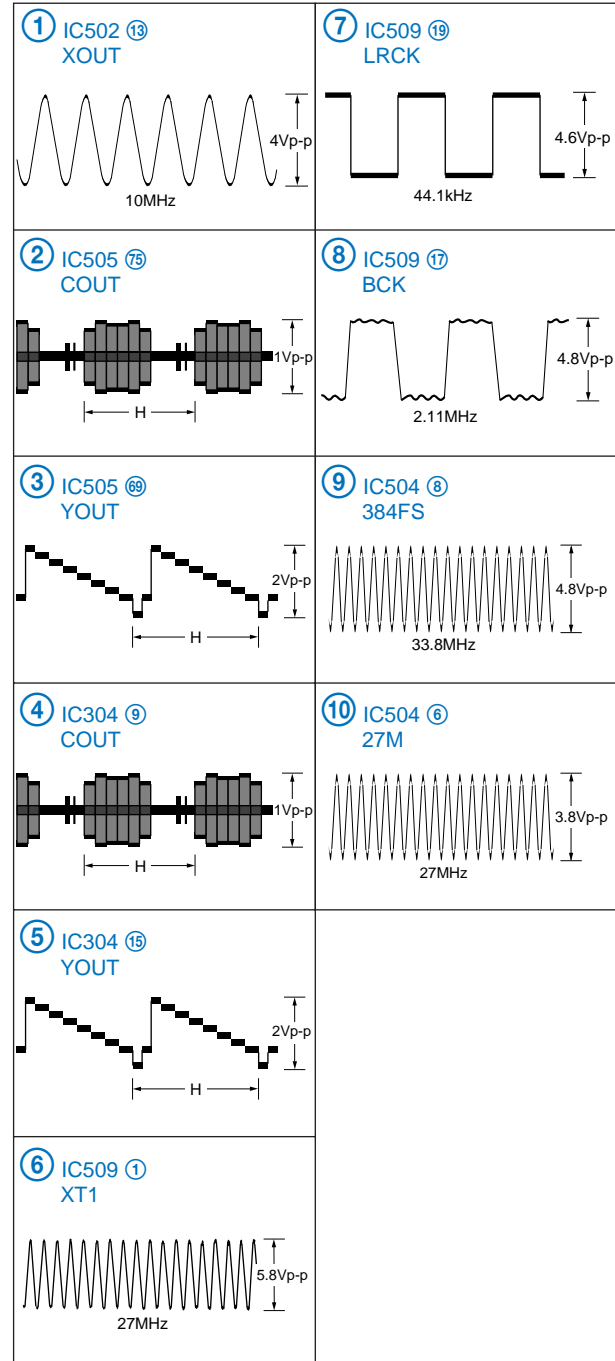 ① IC502 ⑬
XOUT
4Vp-p
10MHz
② IC505 75
COUT
1Vp-p
H
③ IC505 69
YOUT
2Vp-p
H
④ IC304 ⑨
COUT
1Vp-p
H
⑤ IC304 ⑮
YOUT
2Vp-p
H
⑥ IC509 ①
XT1
5.8Vp-p
27MHz
⑦ IC509 ⑲
LRCK
4.6Vp-p
44.1kHz
⑧ IC509 ⑰
BCK
4.8Vp-p
2.11MHz
⑨ IC504 ⑧
384FS
4.8Vp-p
33.8MHz
⑩ IC504 ⑥
27M
3.8Vp-p
27MHz